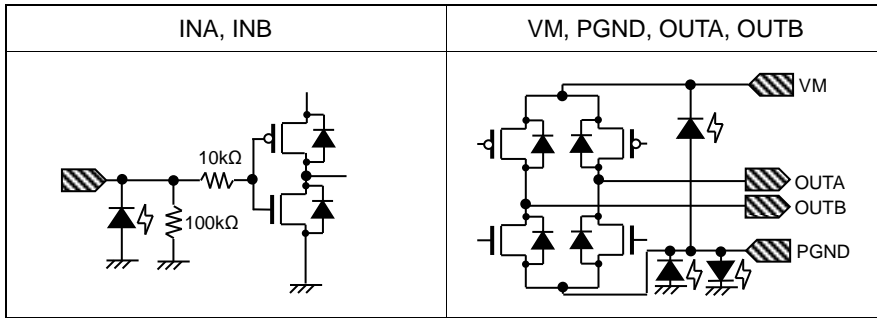 INA, INB
VM, PGND, OUTA, OUTB
10kΩ
100kΩ
VM
OUTA
OUTB
PGND